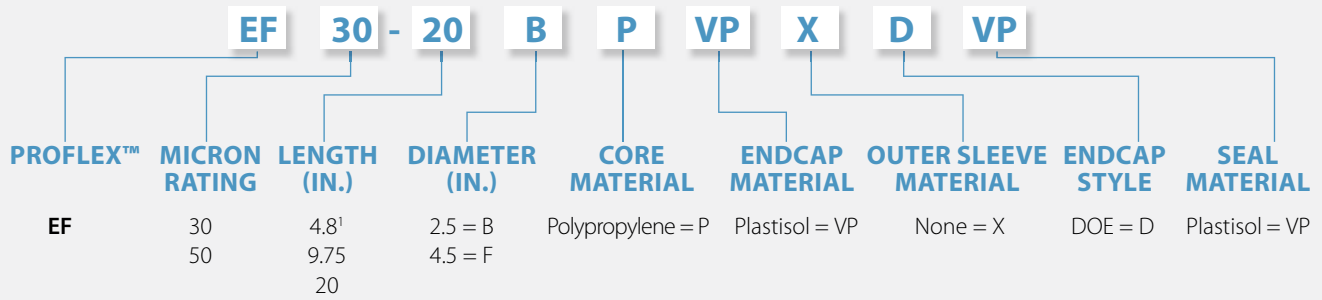 EF 30 - 20 B P VP X D VP
PROFLEX™ MICRON RATING LENGTH (IN.) DIAMETER (IN.) CORE MATERIAL ENDCAP MATERIAL OUTER SLEEVE MATERIAL ENDCAP STYLE SEAL MATERIAL
EF 30 4.8¹ 2.5 = B Polypropylene = P Plastisol = VP None = X DOE = D Plastisol = VP
50 9.75 4.5 = F
20